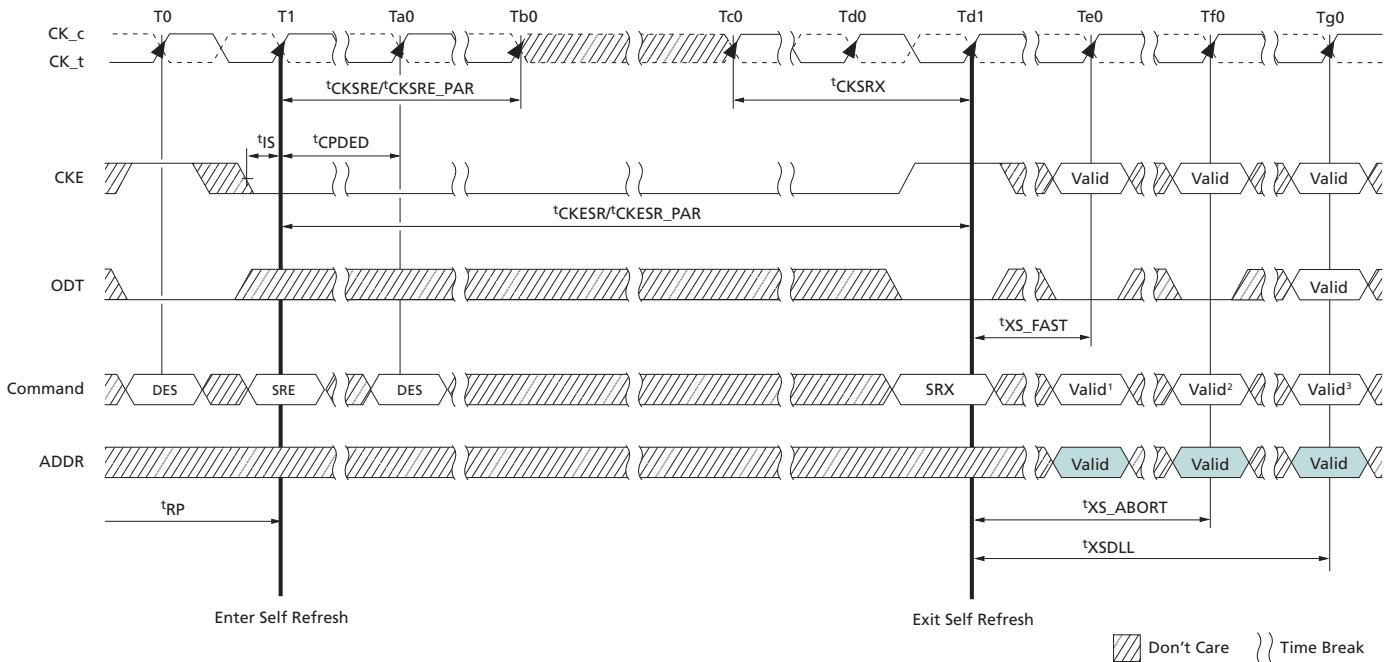 T0 T1 Ta0 Tb0 Tc0 Td0 Td1 Te0 Tf0 Tg0
CK_c
CK_t
tCKSRE/tCKSRE_PAR tCKSRX
tIS tCPDED
CKE Valid Valid Valid
tCKESR/tCKESR_PAR
ODT Valid
tXS_FAST
Command DES SRE DES SRX Valid1 Valid2 Valid3
ADDR Valid Valid Valid
tRP tXS_ABORT
tXSDLL
Enter Self Refresh Exit Self Refresh
Don't Care Time Break